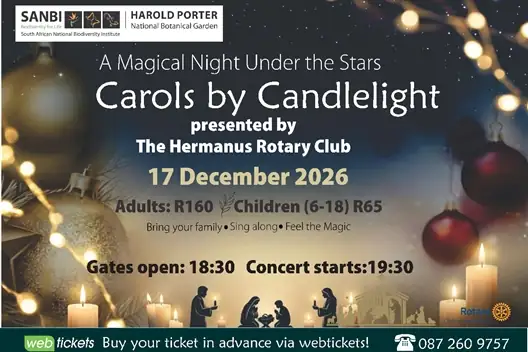 SANBI
Biodiversity for Life
South African National Biodiversity Institute
HAROLD PORTER
National Botanical Garden
A Magical Night Under the Stars
Carols by Candlelight
presented by
The Hermanus Rotary Club
17 December 2026
Adults: R160 Children (6-18) R65
Bring your family • Sing along • Feel the Magic
Gates open: 18:30 Concert starts:19:30
Rotary
webtickets Buy your ticket in advance via webtickets! 087 260 9757